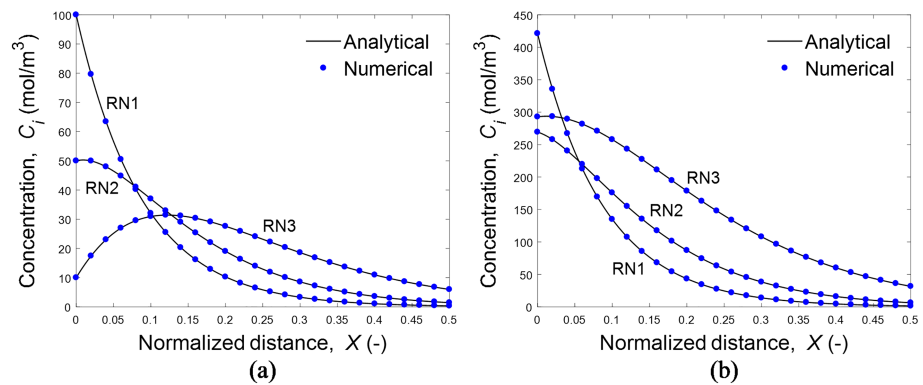 100
90
80
70
60
50
40
30
20
10
0
Concentration, C_i (mol/m³)
Analytical
Numerical
RN1
RN2
RN3
0 0.05 0.1 0.15 0.2 0.25 0.3 0.35 0.4 0.45 0.5
Normalized distance, X (-)
(a)
450
400
350
300
250
200
150
100
50
0
Concentration, C_i (mol/m³)
Analytical
Numerical
RN3
RN2
RN1
0 0.05 0.1 0.15 0.2 0.25 0.3 0.35 0.4 0.45 0.5
Normalized distance, X (-)
(b)